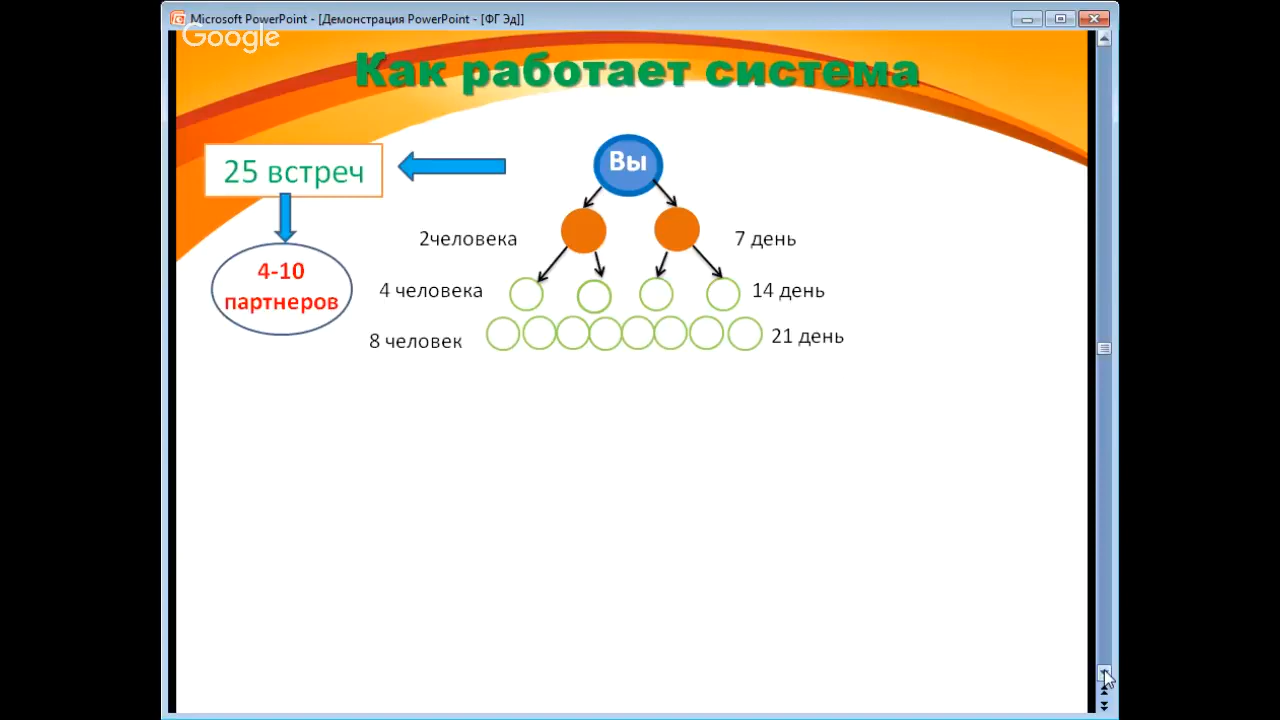 Microsoft PowerPoint - [Демонстрация PowerPoint - [ФГ Эд]]
Google
Как работает система
25 встреч
Вы
2человека
7 день
4-10
партнеров
4 человека
14 день
8 человек
21 день